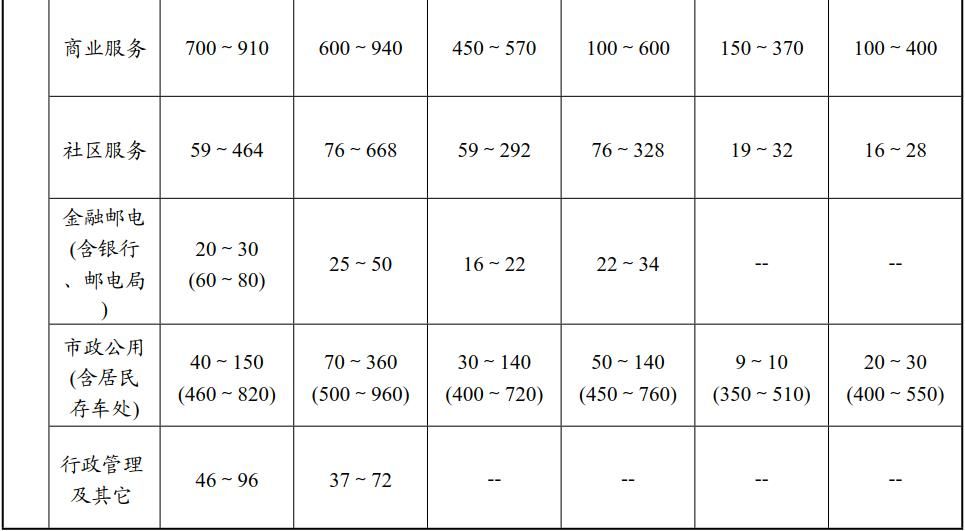 商业服务 700~910 600~940 450~570 100~600 150~370 100~400
社区服务 59~464 76~668 59~292 76~328 19~32 16~28
金融邮电
(含银行
、邮电局
)
20~30
(60~80)
25~50 16~22 22~34 -- --
市政公用
(含居民
存车处)
40~150 70~360 30~140 50~140 9~10 20~30
(460~820) (500~960) (400~720) (450~760) (350~510) (400~550)
行政管理
及其它
46~96 37~72 -- -- -- --